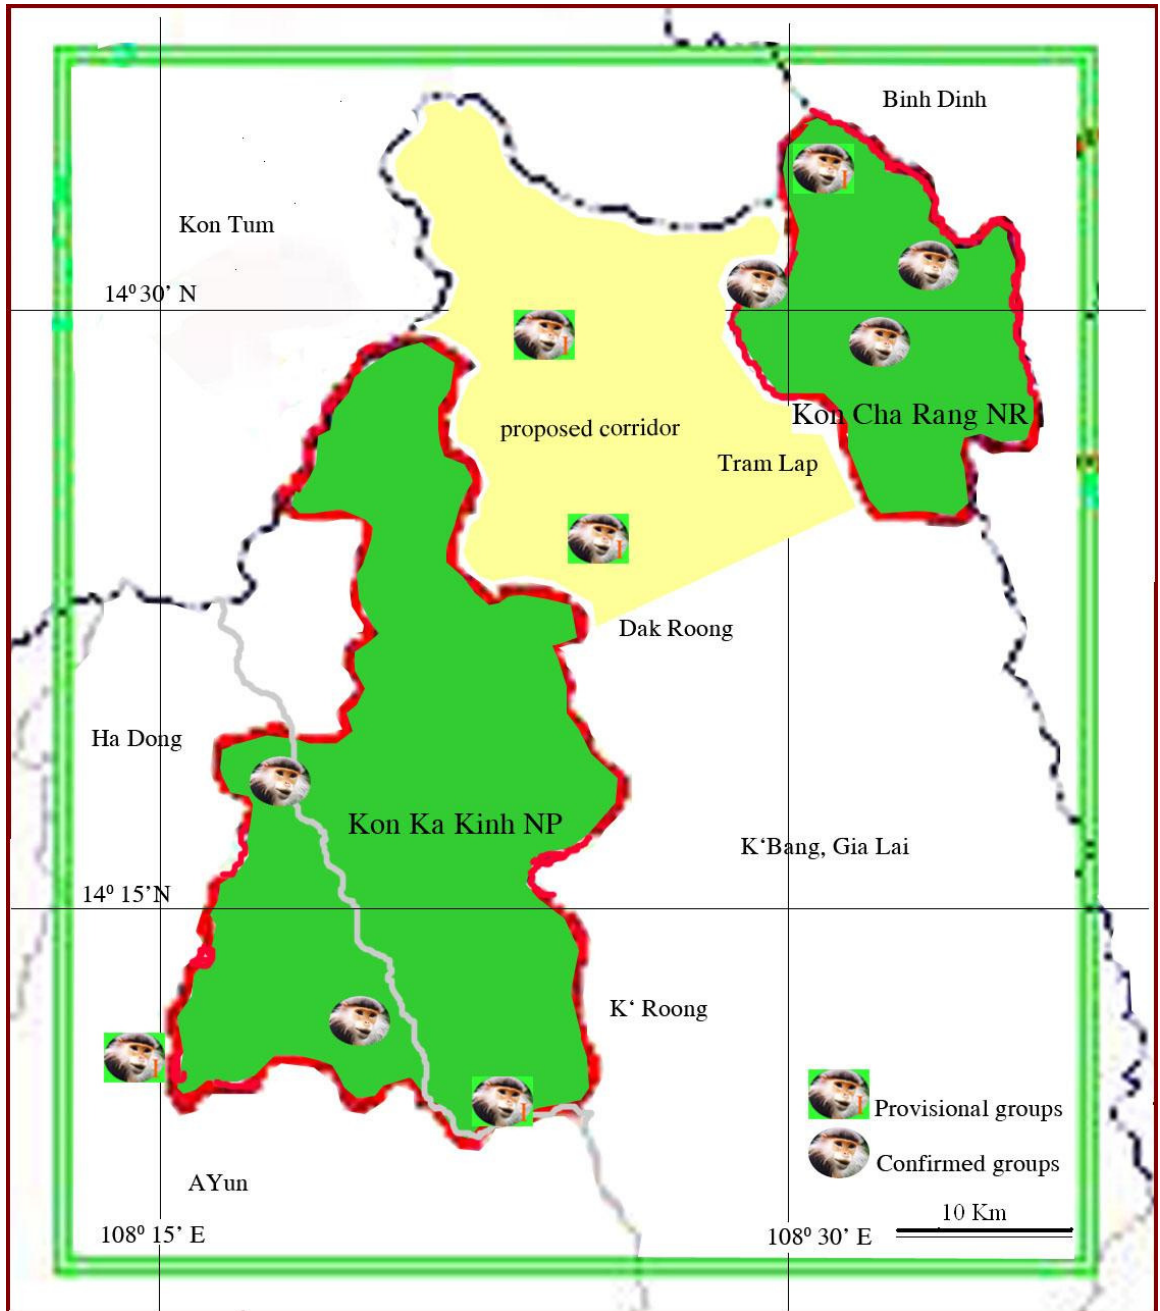 Binh Dinh
Kon Tum
14⁰ 30’ N
I
I
Kon Cha Rang NR
proposed corridor
Tram Lap
I
Dak Roong
Ha Dong
Kon Ka Kinh NP
K‘Bang, Gia Lai
14⁰ 15’N
K‘ Roong
I
I
I Provisional groups
Confirmed groups
AYun
10 Km
108⁰ 15’ E
108⁰ 30’ E